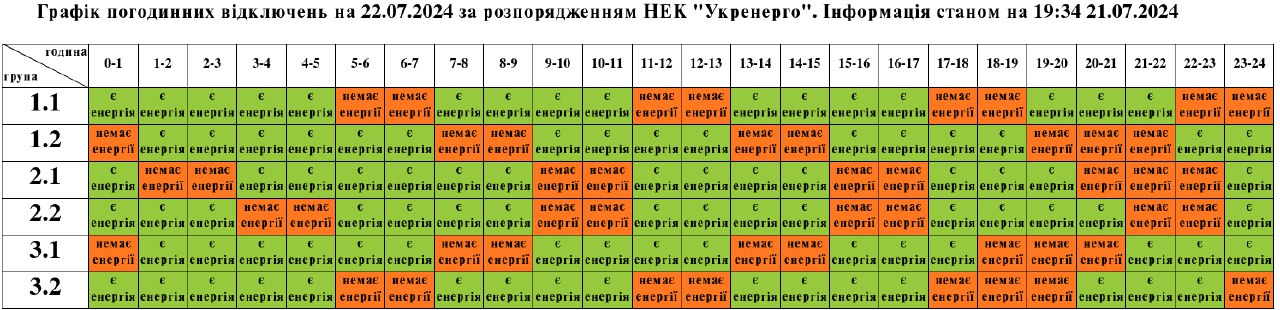 Графік погодинних відключень на 22.07.2024 за розпорядженням НЕК "Укренерго". Інформація станом на 19:34 21.07.2024
година
група
0-1 1-2 2-3 3-4 4-5 5-6 6-7 7-8 8-9 9-10 10-11 11-12 12-13 13-14 14-15 15-16 16-17 17-18 18-19 19-20 20-21 21-22 22-23 23-24
1.1
є є є є є немає немає є є є є немає немає є є є є немає немає є є є немає немає
енергія енергія енергія енергія енергія енергії енергії енергія енергія енергія енергія енергії енергії енергія енергія енергія енергія енергії енергії енергія енергія енергія енергії енергії
1.2
немає є є є є є є немає немає є є є є немає немає є є є є немає немає немає є є
енергії енергія енергія енергія енергія енергія енергія енергії енергії енергія енергія енергія енергія енергії енергії енергія енергія енергія енергія енергії енергії енергії енергія енергія
2.1
є немає немає є є є є є є немає немає є є є є немає немає є є є немає немає немає є
енергія енергії енергії енергія енергія енергія енергія енергія енергія енергії енергії енергія енергія енергія енергія енергії енергії енергія енергія енергія енергії енергії енергії енергія
2.2
є є є немає немає є є є є немає немає є є є є немає немає є є є є немає немає є
енергія енергія енергія енергії енергії енергія енергія енергія енергія енергії енергії енергія енергія енергія енергія енергії енергії енергія енергія енергія енергія енергії енергії енергія
3.1
немає є є є є є є немає немає є є є є немає немає є є є немає немає немає є є є
енергії енергія енергія енергія енергія енергія енергія енергії енергії енергія енергія енергія енергія енергії енергії енергія енергія енергія енергії енергії енергії енергія енергія енергія
3.2
є є є є є немає немає є є є є немає немає є є є є немає немає немає є є є немає
енергія енергія енергія енергія енергія енергії енергії енергія енергія енергія енергія енергії енергії енергія енергія енергія енергія енергії енергії енергії енергія енергія енергія енергії